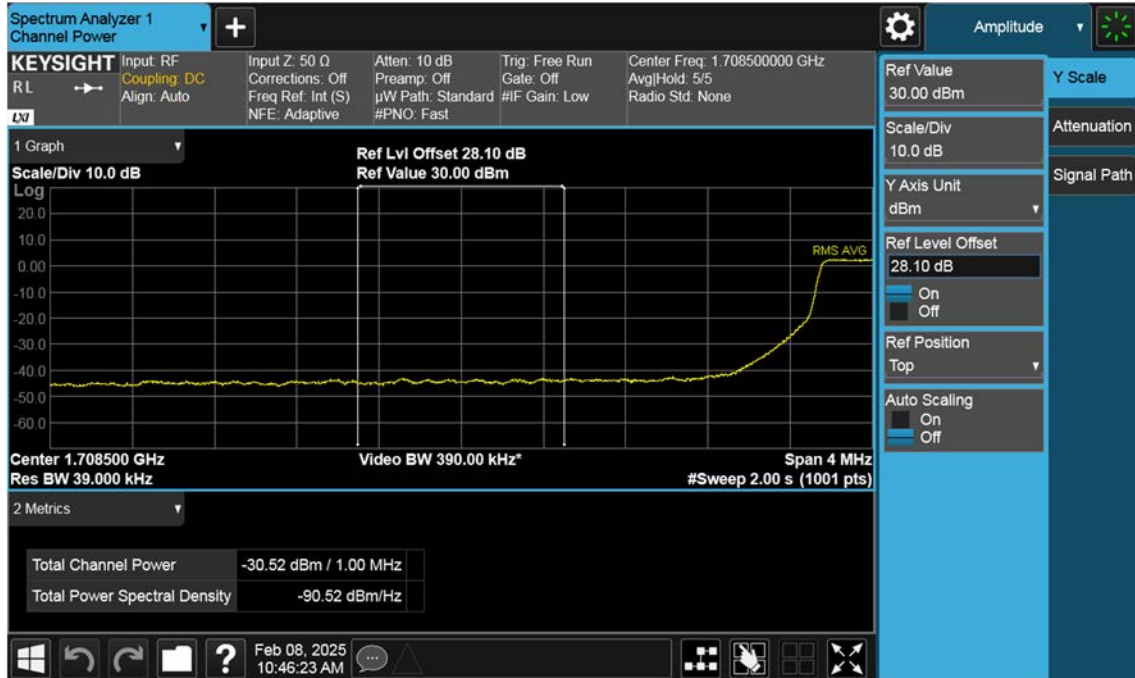 Spectrum Analyzer 1
Channel Power
+
Amplitude
KEYSIGHT
RL
LXI
Input: RF
Coupling: DC
Align: Auto
Input Z: 50 Ω
Corrections: Off
Freq Ref: Int (S)
NFE: Adaptive
Atten: 10 dB
Preamp: Off
µW Path: Standard
#PNO: Fast
Trig: Free Run
Gate: Off
#IF Gain: Low
Center Freq: 1.708500000 GHz
Avg|Hold: 5/5
Radio Std: None
1 Graph
Scale/Div 10.0 dB
Ref Lvl Offset 28.10 dB
Ref Value 30.00 dBm
Log
20.0
10.0
0.00
-10.0
-20.0
-30.0
-40.0
-50.0
-60.0
RMS AVG
Center 1.708500 GHz
Video BW 390.00 kHz*
Span 4 MHz
Res BW 39.000 kHz
#Sweep 2.00 s (1001 pts)
2 Metrics
Total Channel Power -30.52 dBm / 1.00 MHz
Total Power Spectral Density -90.52 dBm/Hz
Ref Value
30.00 dBm
Scale/Div
10.0 dB
Y Axis Unit
dBm
Ref Level Offset
28.10 dB
On
Off
Ref Position
Top
Auto Scaling
On
Off
Y Scale
Attenuation
Signal Path
?
Feb 08, 2025
10:46:23 AM